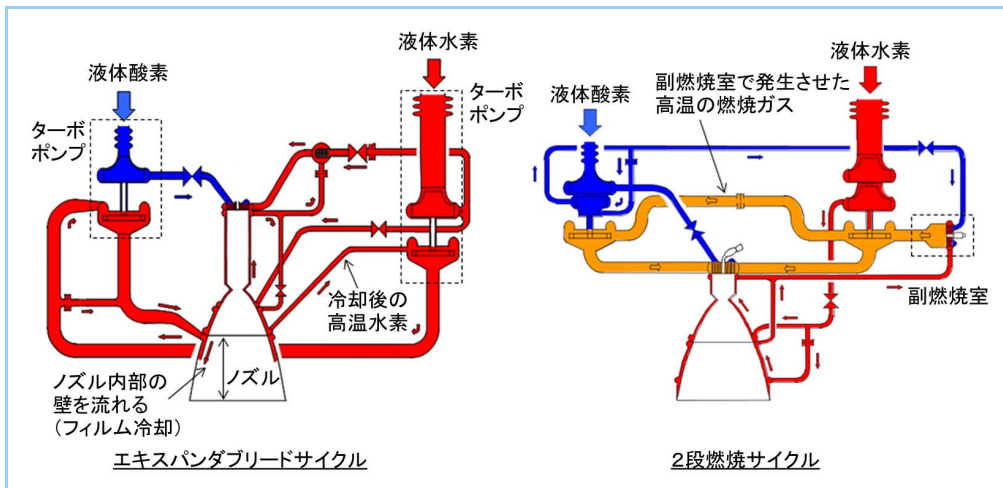 液体水素
液体酸素
ターボ
ポンプ
ターボ
ポンプ
冷却後の
高温水素
ノズル
ノズル内部の
壁を流れる
(フィルム冷却)
エキスパンダブリードサイクル
液体水素
副燃焼室で発生させた
高温の燃焼ガス
液体酸素
副燃焼室
2段燃焼サイクル